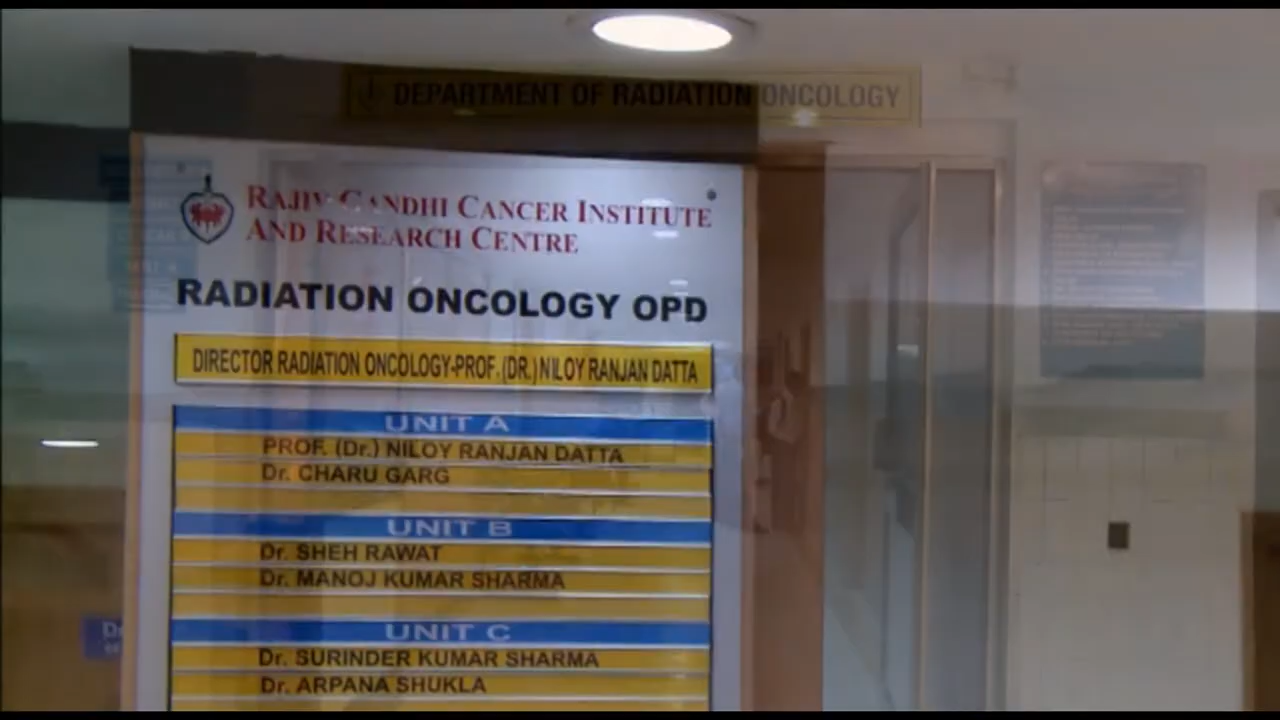 DEPARTMENT OF RADIATION ONCOLOGY
RAJIV GANDHI CANCER INSTITUTE
AND RESEARCH CENTRE
RADIATION ONCOLOGY OPD
DIRECTOR RADIATION ONCOLOGY-PROF.(DR.) NILOY RANJAN DATTA
UNIT A
PROF. (Dr.) NILOY RANJAN DATTA
Dr. CHARU GARG
UNIT B
Dr. SHEH RAWAT
Dr. MANOJ KUMAR SHARMA
UNIT C
Dr. SURINDER KUMAR SHARMA
Dr. ARPANA SHUKLA